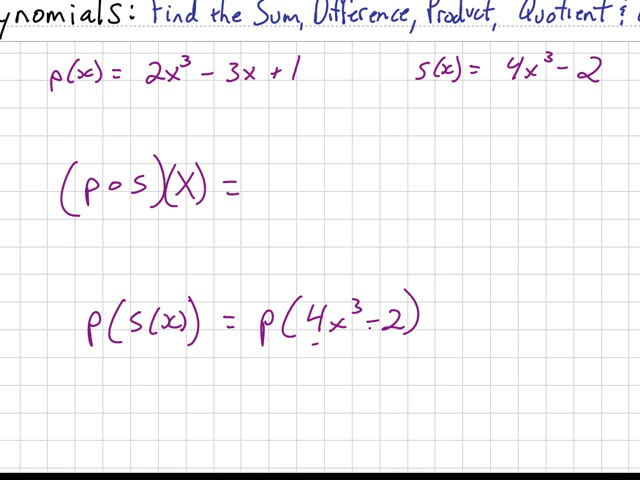 ynomials: Find the Sum, Difference, Product, Quotient &
p(x) = 2x³ - 3x + 1 s(x) = 4x³ - 2
(p∘s)(x) =
p(s(x)) = p(4x³ - 2)